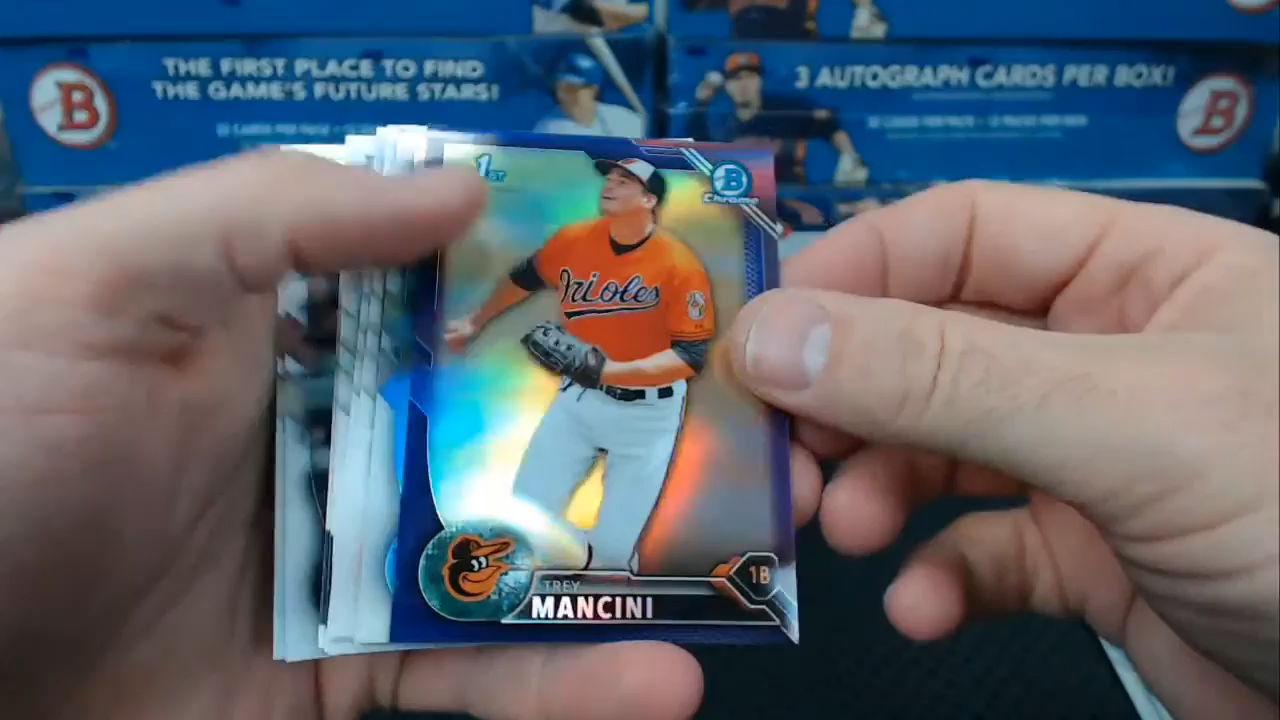 THE FIRST PLACE TO FIND
THE GAME'S FUTURE STARS!
B
3 AUTOGRAPH CARDS PER BOX!
B
1ST
B
Chrome
Orioles
1B
TREY
MANCINI